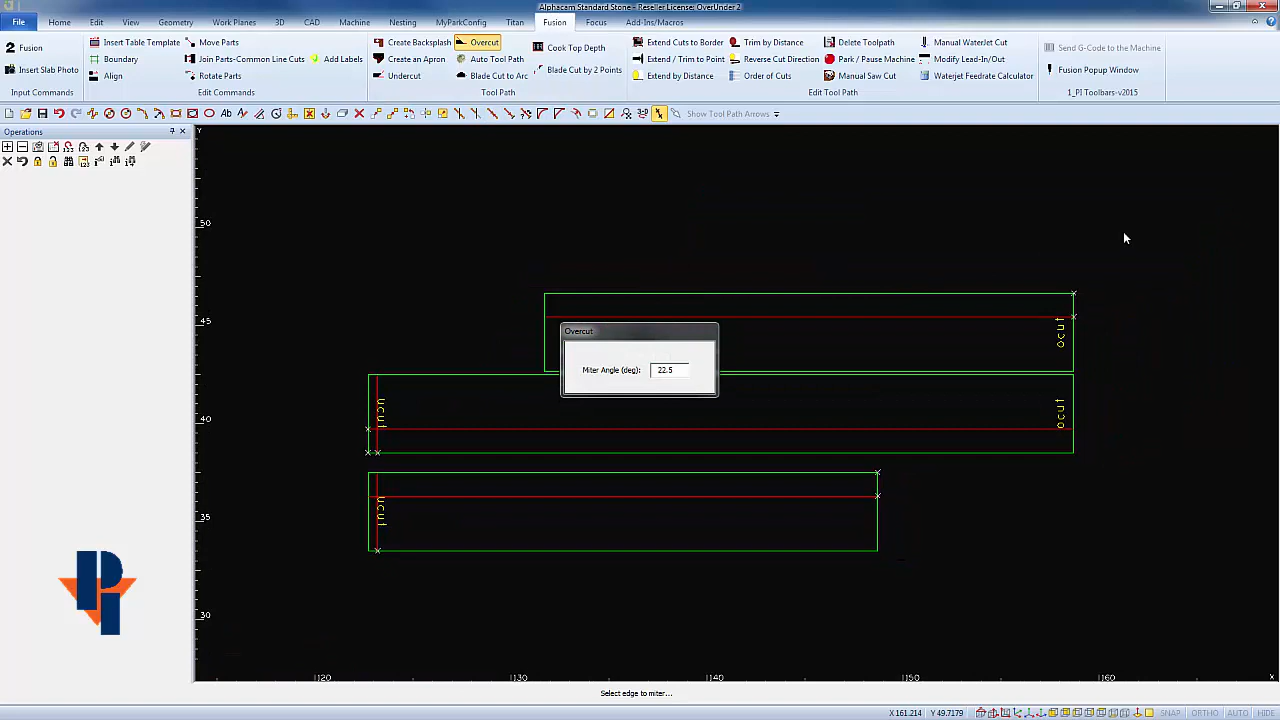 Alphacam Standard Stone - Reseller License: OverUnder2
File Home Edit View Geometry Work Planes 3D CAD Machine Nesting MyParkConfig Titan Fusion Focus Add-Ins/Macros
Fusion Insert Table Template Move Parts Create Backsplash Overcut Cook Top Depth Extend Cuts to Border Trim by Distance Delete Toolpath Manual WaterJet Cut Send G-Code to the Machine
Boundary Join Parts-Common Line Cuts Add Labels Create an Apron Auto Tool Path Extend / Trim to Point Reverse Cut Direction Park / Pause Machine Modify Lead-In/Out
Insert Slab Photo Align Rotate Parts Undercut Blade Cut to Arc Blade Cut by 2 Points Extend by Distance Order of Cuts Manual Saw Cut Waterjet Feedrate Calculator Fusion Popup Window
Input Commands Edit Commands Tool Path Edit Tool Path 1_PI Toolbars-v2015
Show Tool Path Arrows
Operations
Y
50
45
40
35
30
ocut
ucut
ocut
ucut
Overcut
Miter Angle (deg): 22.5
120 130 140 150 160 X
Select edge to miter...
X 161.214 Y 49.7179 SNAP ORTHO AUTO HIDE